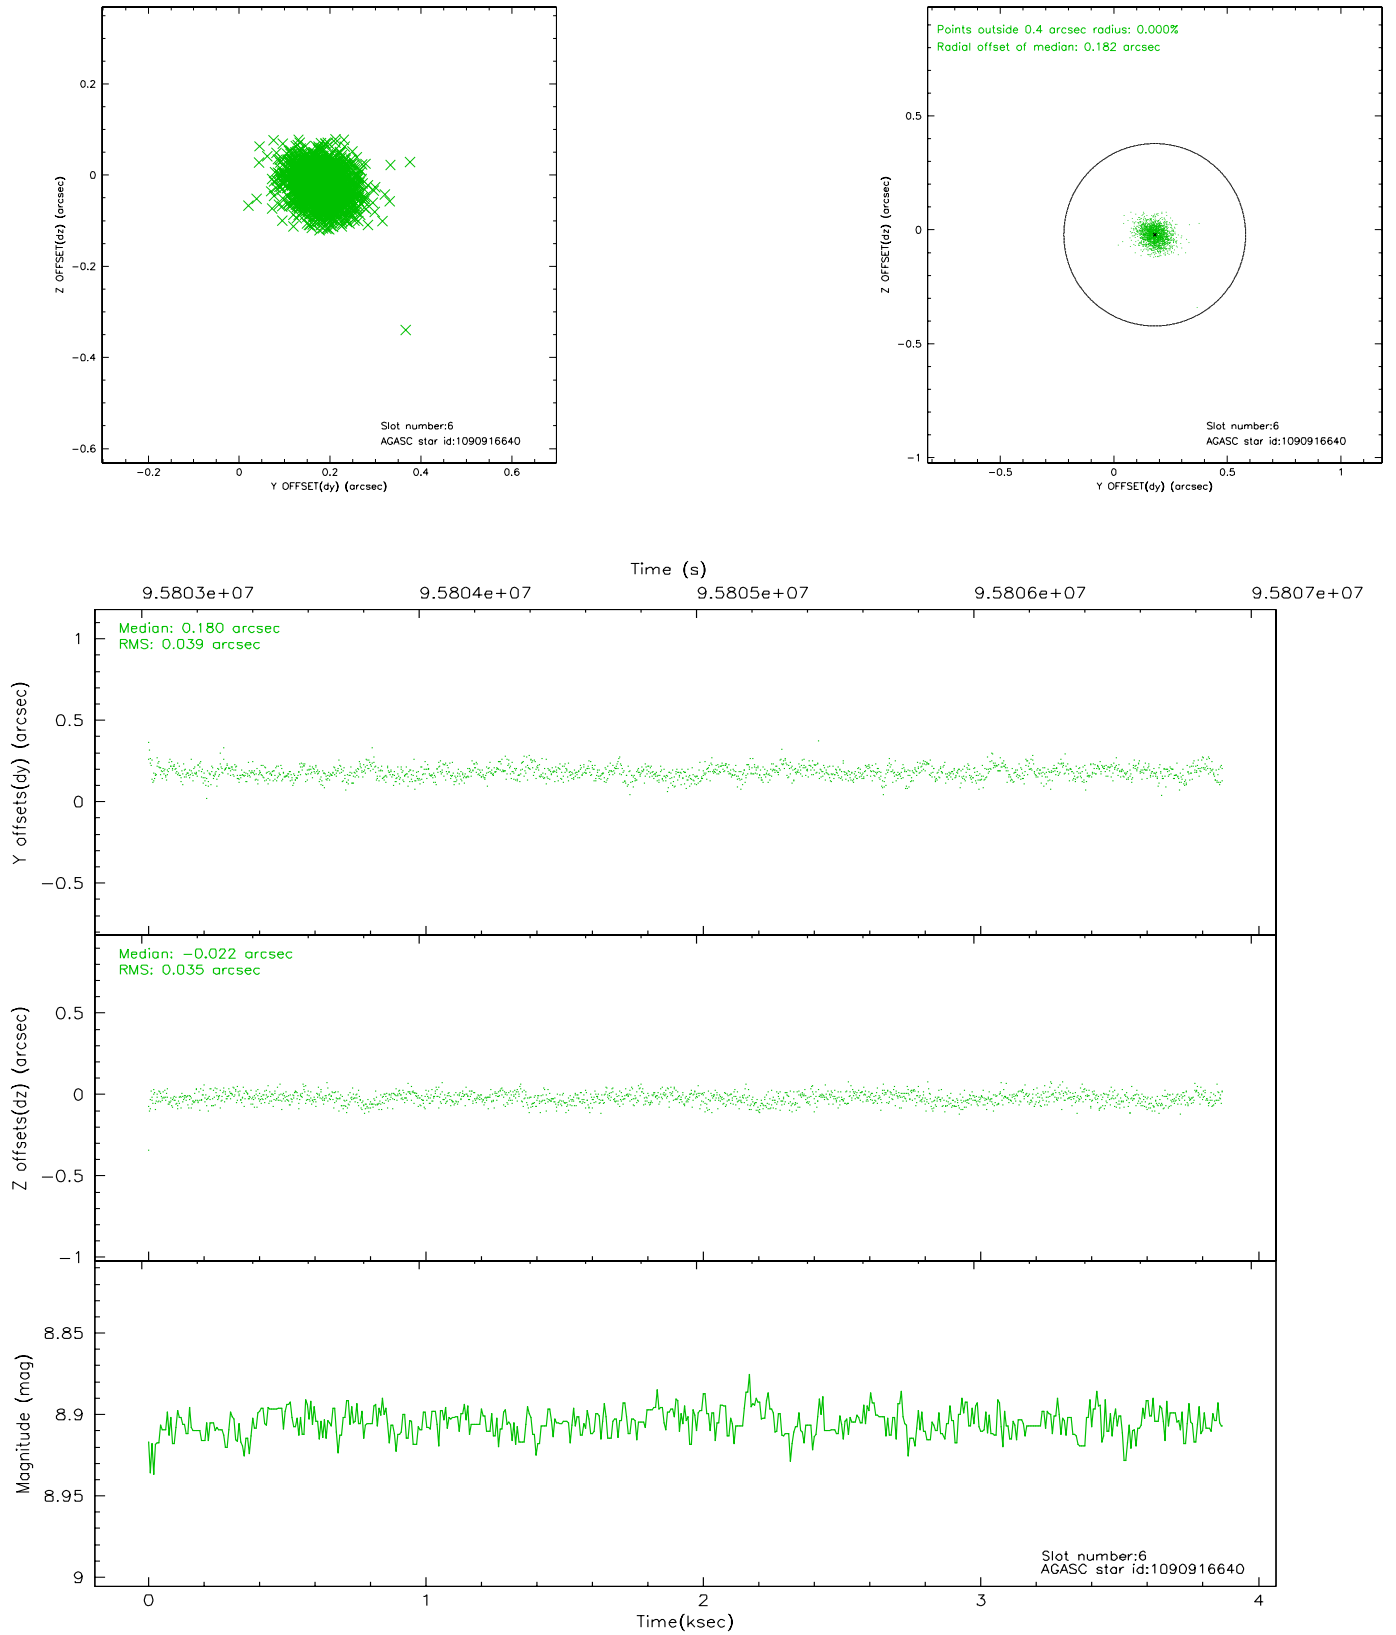 0.2
0
−0.2
−0.4
−0.6
Z OFFSET(dz) (arcsec)
Slot number:6
AGASC star id:1090916640
−0.2 0 0.2 0.4 0.6
Y OFFSET(dy) (arcsec)
Points outside 0.4 arcsec radius: 0.000%
Radial offset of median: 0.182 arcsec
0.5
0
−0.5
−1
Z OFFSET(dz) (arcsec)
Slot number:6
AGASC star id:1090916640
−0.5 0 0.5 1
Y OFFSET(dy) (arcsec)
Time (s)
9.5803e+07 9.5804e+07 9.5805e+07 9.5806e+07 9.5807e+07
Median: 0.180 arcsec
RMS: 0.039 arcsec
1
0.5
0
−0.5
Y offsets(dy) (arcsec)
Median: −0.022 arcsec
RMS: 0.035 arcsec
0.5
0
−0.5
−1
Z offsets(dz) (arcsec)
8.85
8.9
8.95
9
Magnitude (mag)
Slot number:6
AGASC star id:1090916640
0 1 2 3 4
Time(ksec)